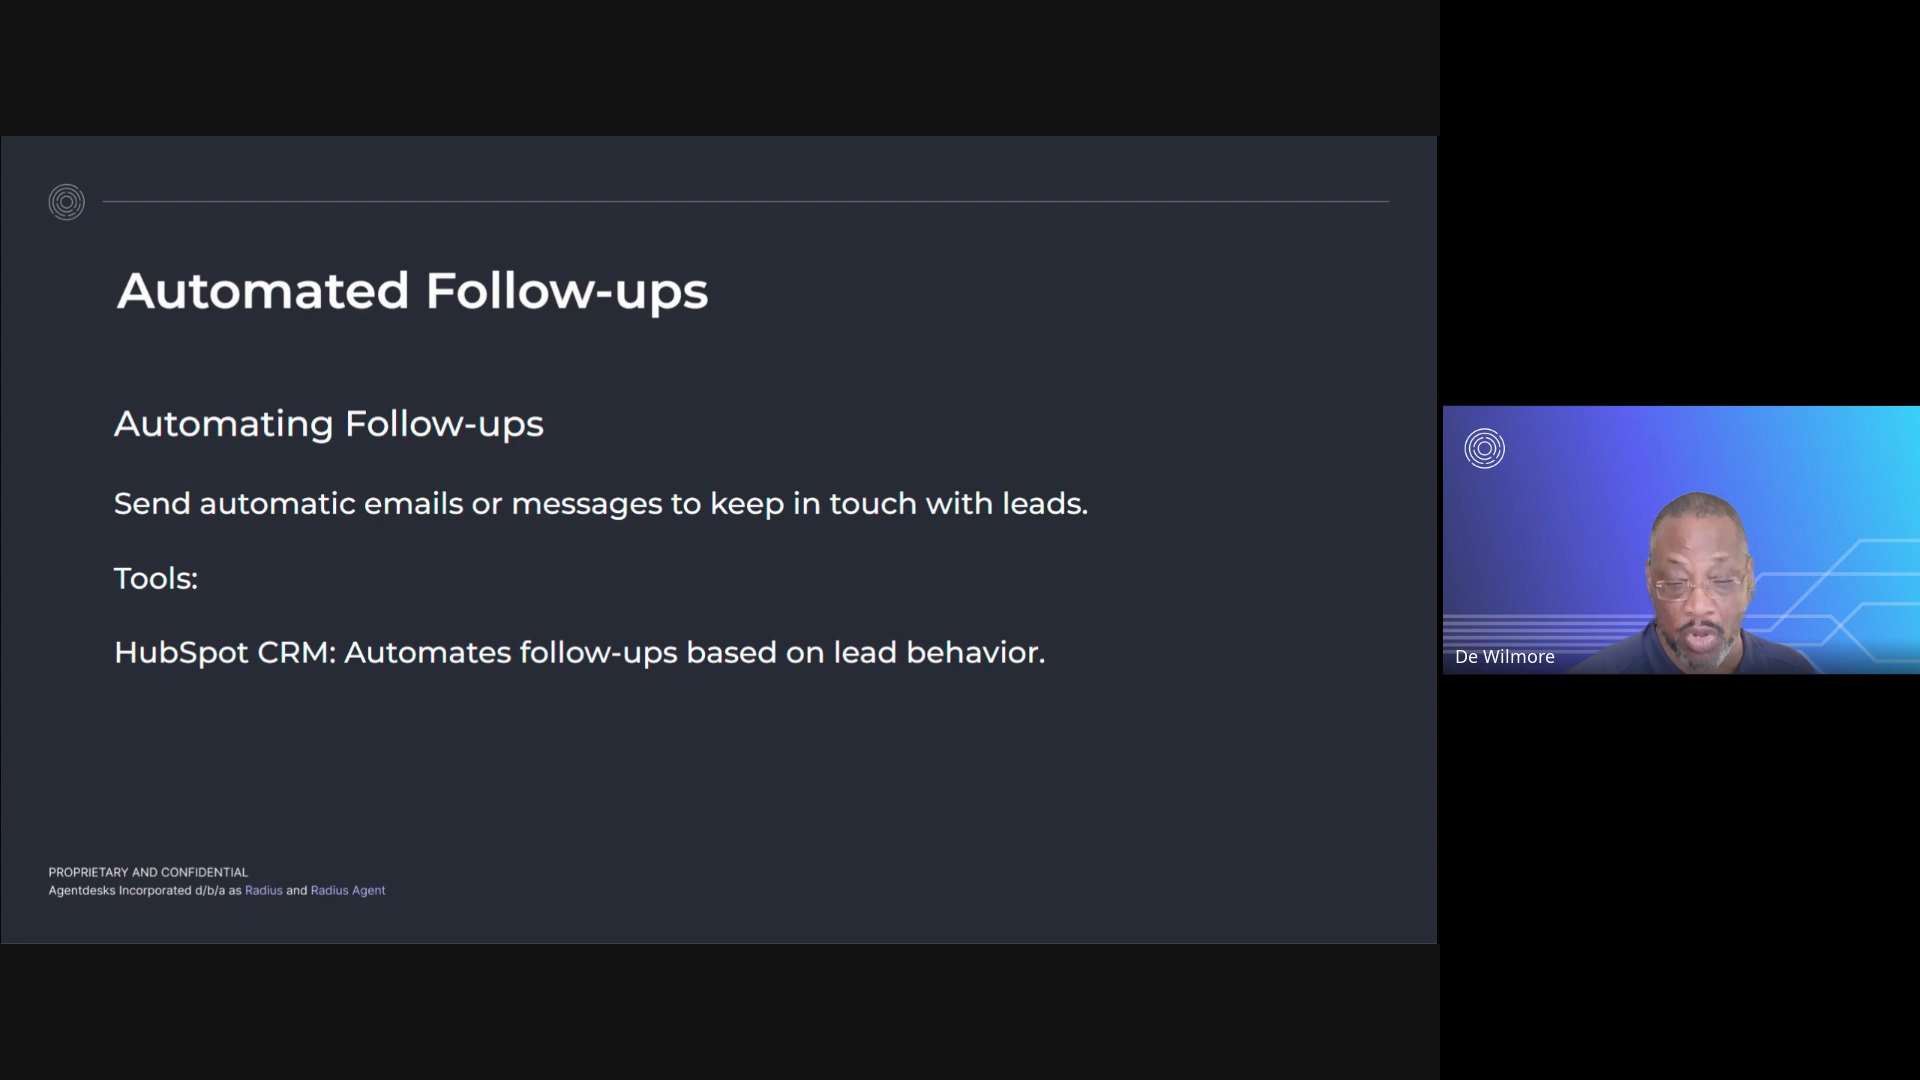 Automated Follow-ups
Automating Follow-ups
Send automatic emails or messages to keep in touch with leads.
Tools:
HubSpot CRM: Automates follow-ups based on lead behavior.
PROPRIETARY AND CONFIDENTIAL
Agentdesks Incorporated d/b/a as Radius and Radius Agent
De Wilmore